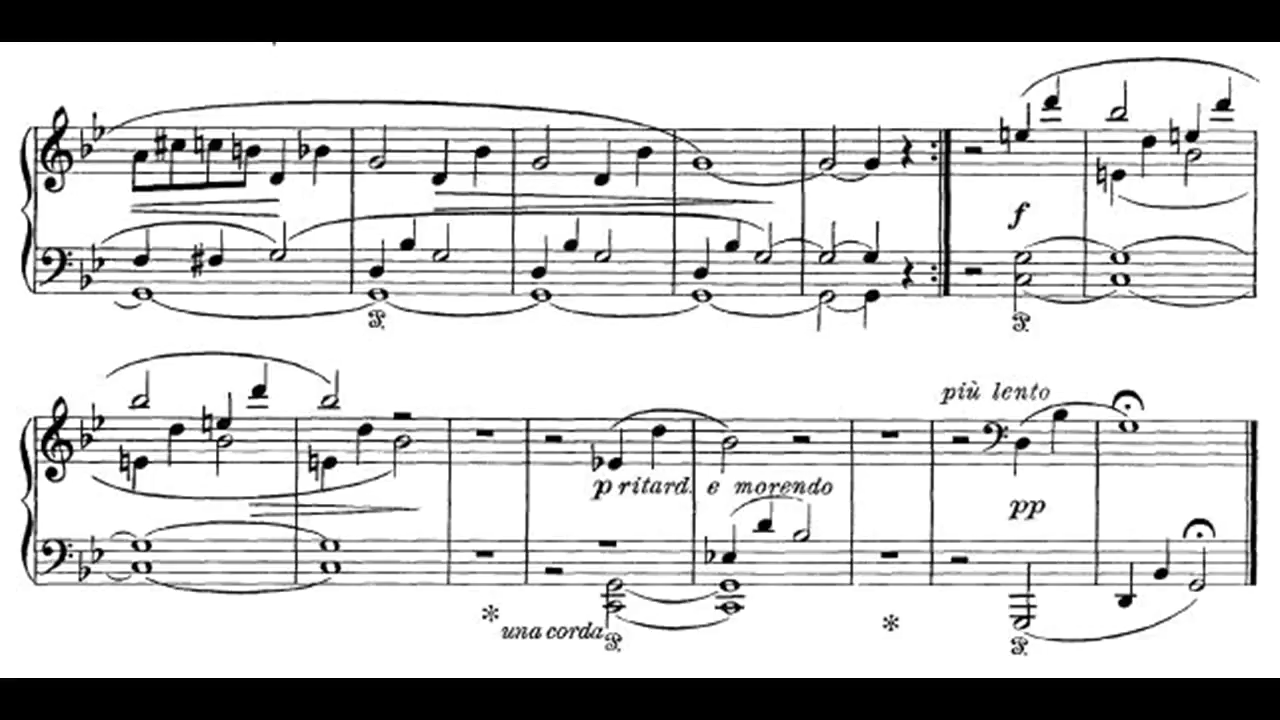 f
più lento
p ritard. e morendo
pp
una corda